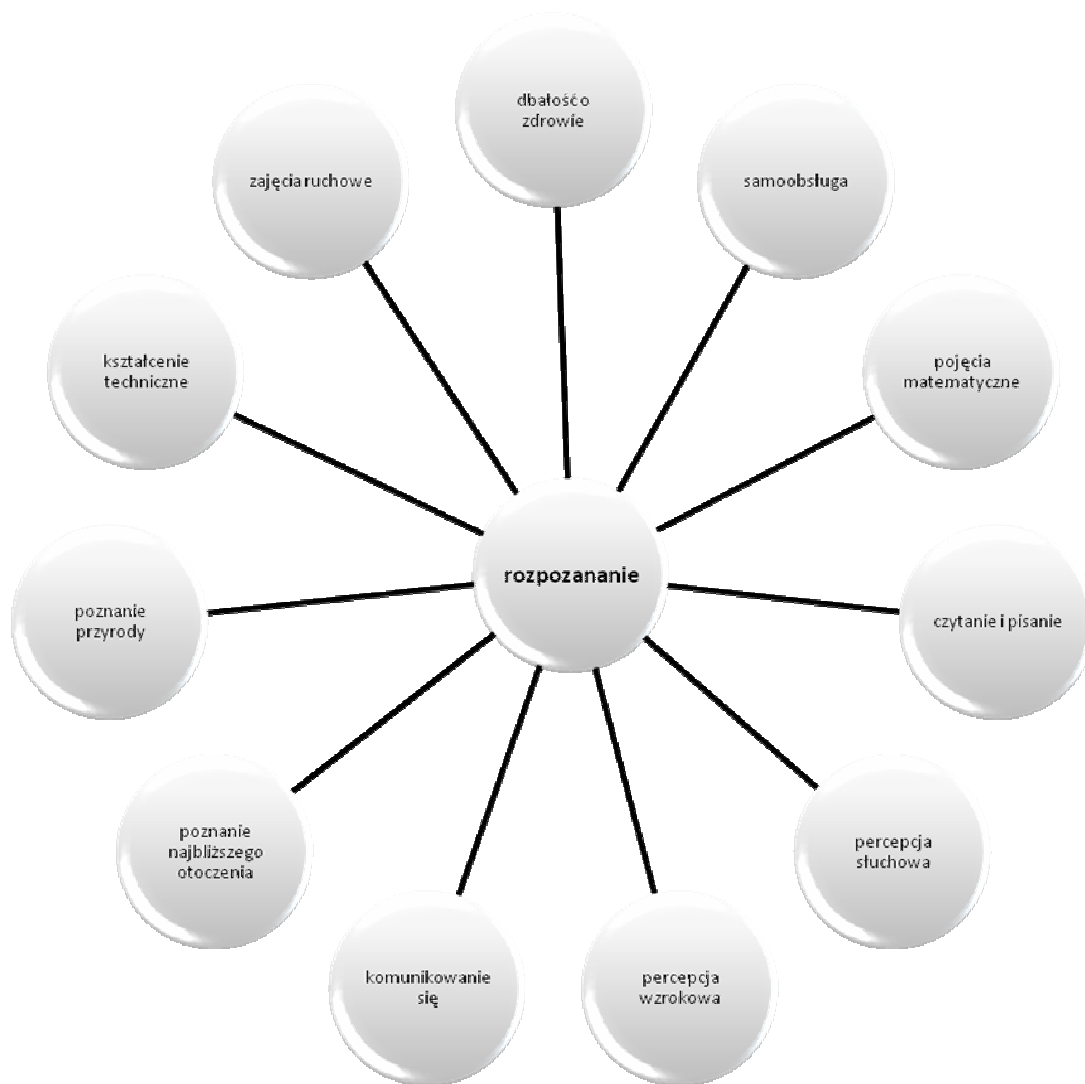 dbałość o
zdrowie
samoobsługa
pojęcia
matematyczne
czytanie i pisanie
percepcja
słuchowa
percepcja
wzrokowa
komunikowanie
się
poznanie
najbliższego
otoczenia
poznanie
przyrody
kształcenie
techniczne
zajęcia ruchowe
rozpozananie